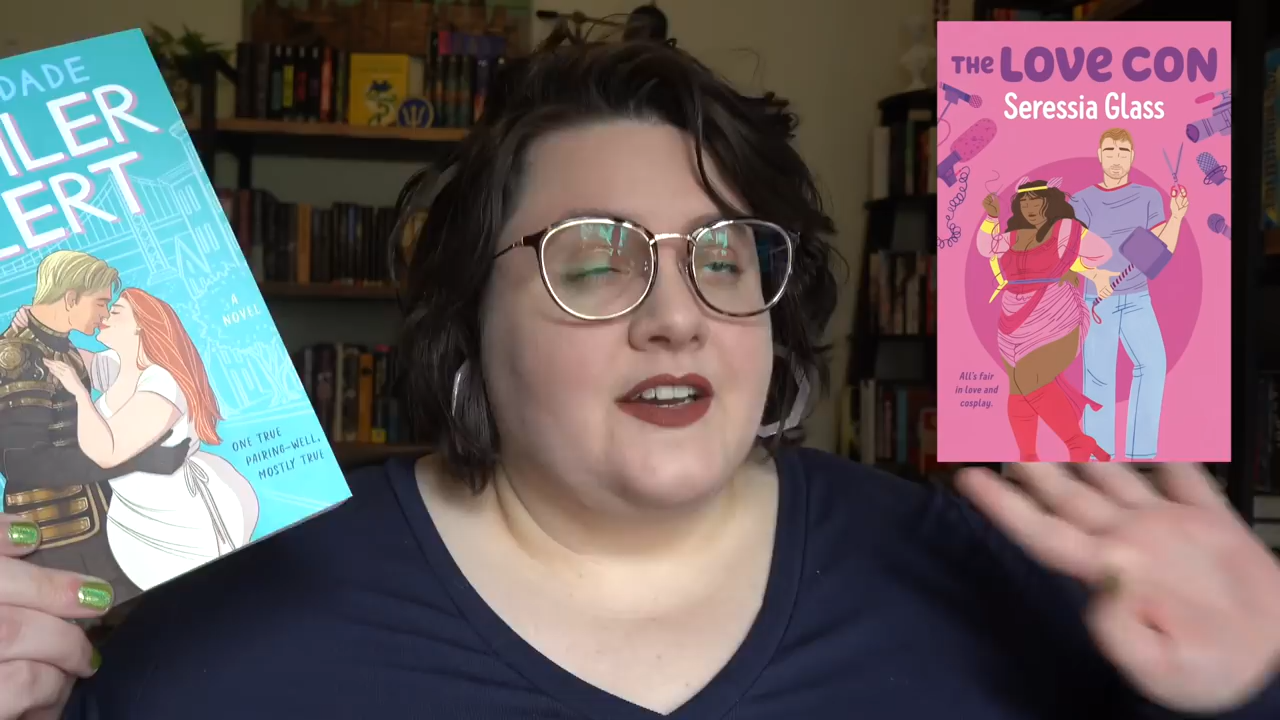 DADE
ILER
LERT
A
NOVEL
ONE TRUE
PAIRING-WELL,
MOSTLY TRUE
THE LOVE CON
Seressia Glass
All's fair
in love and
cosplay.